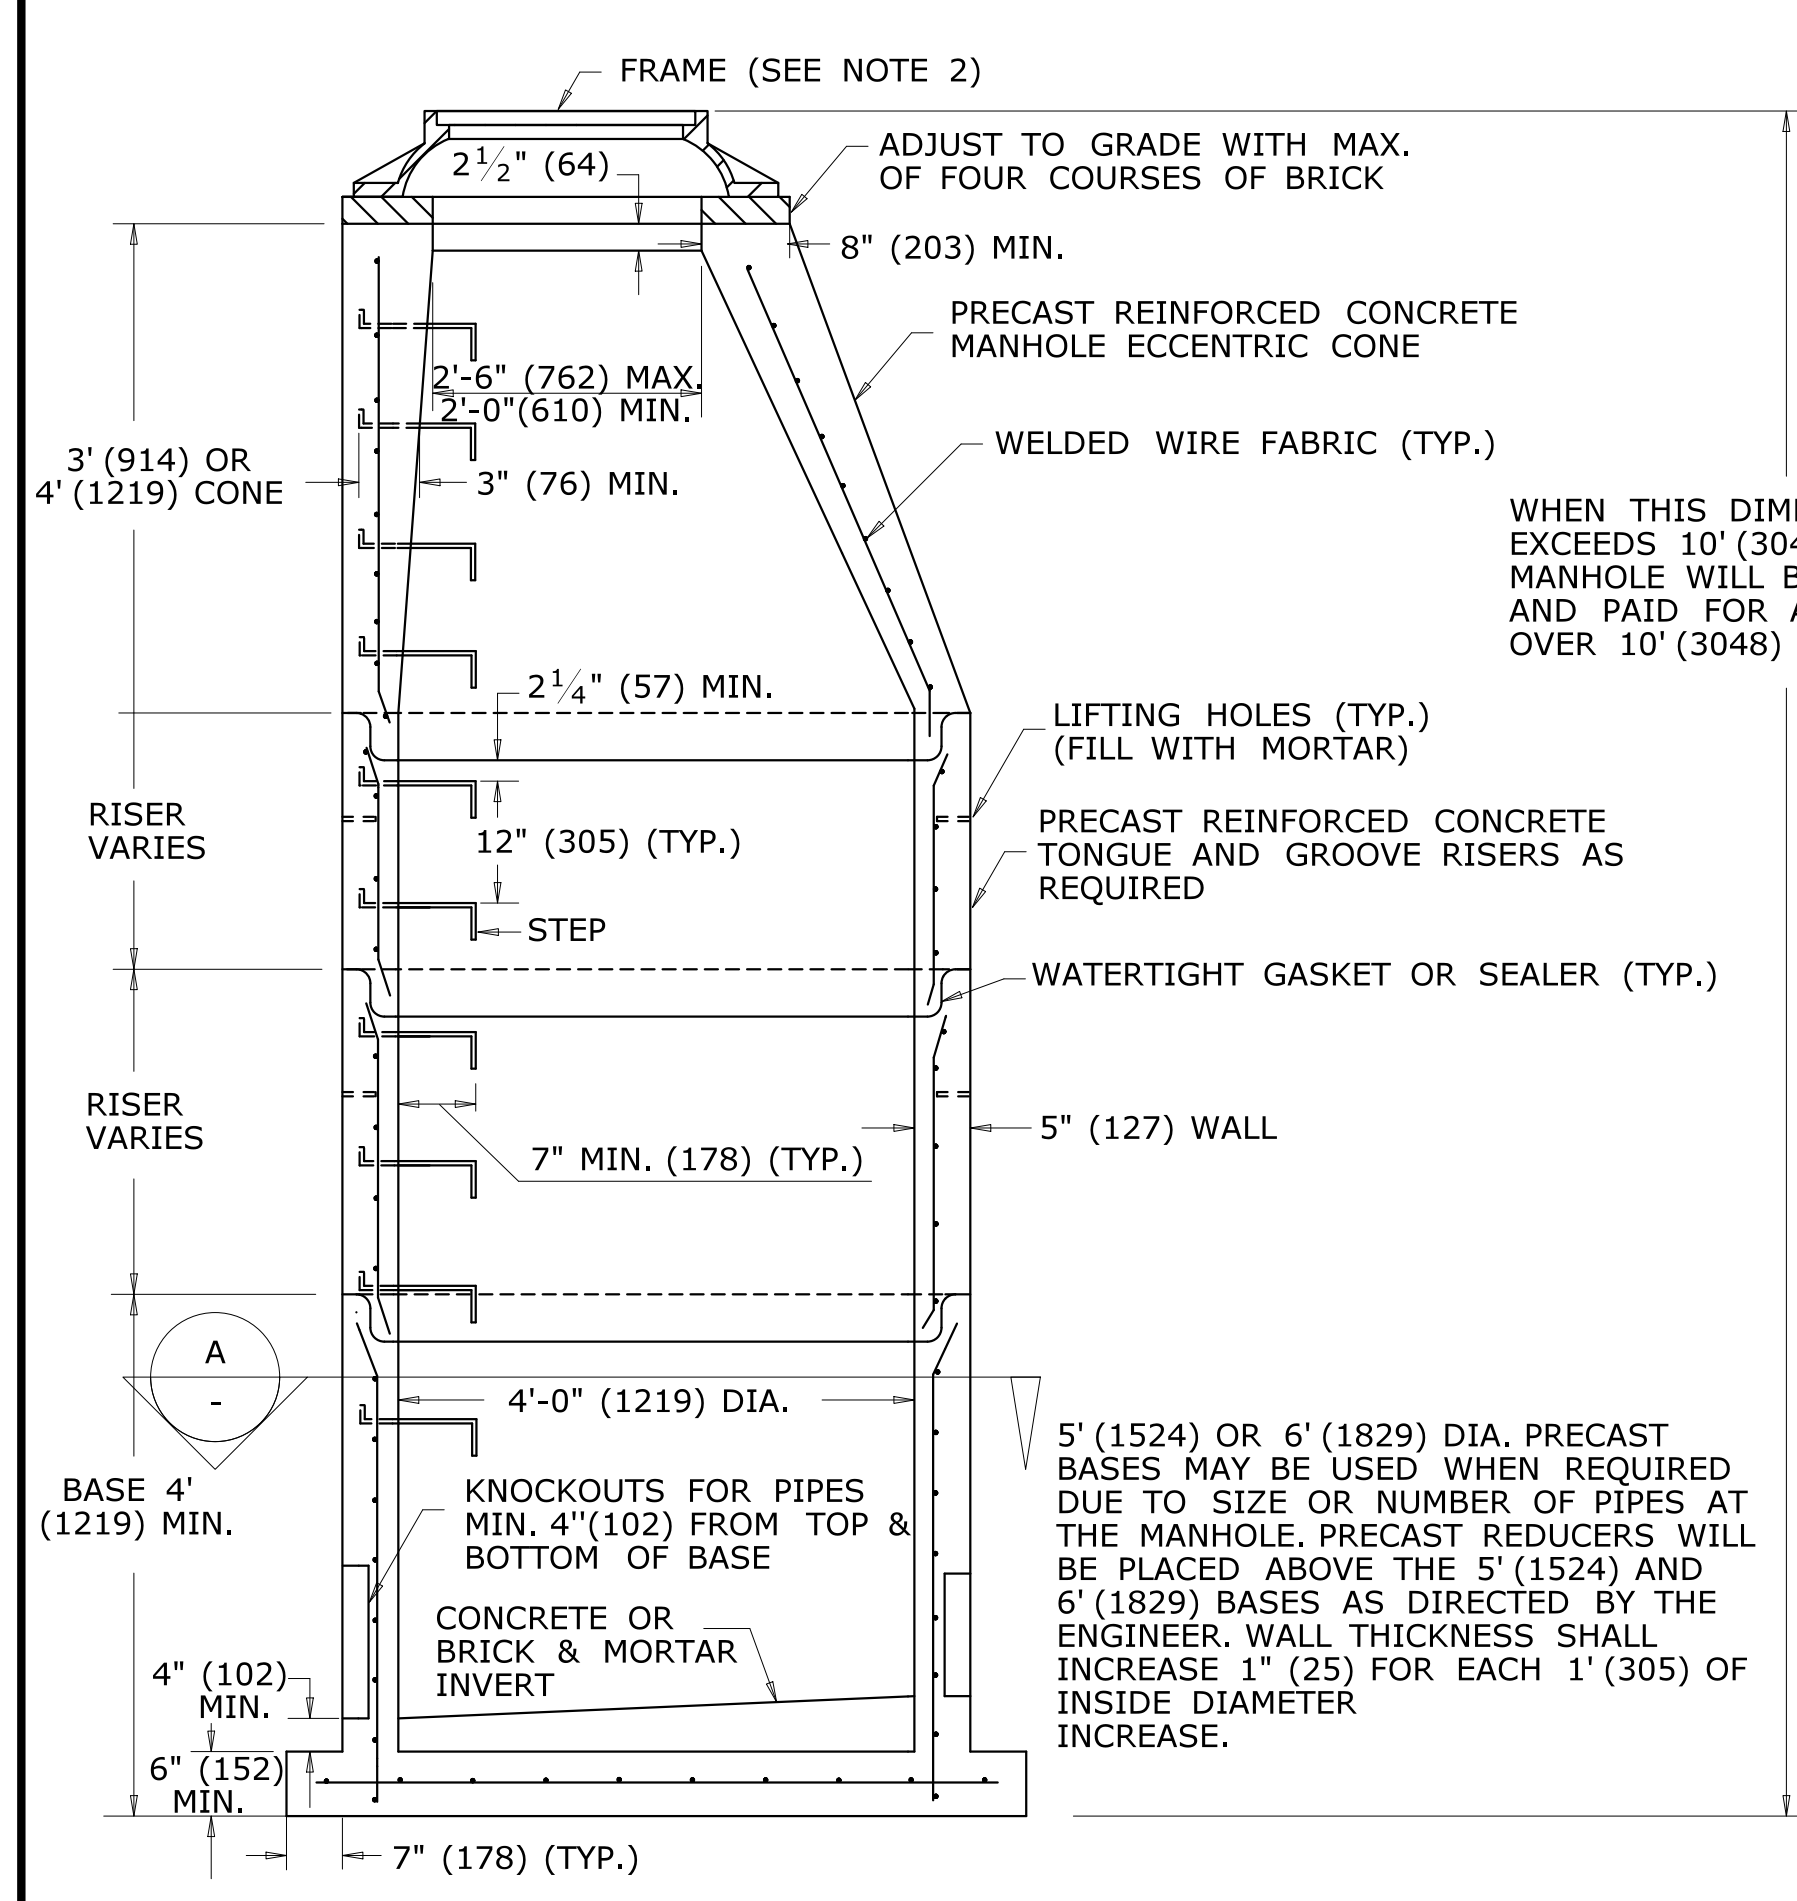 FRAME (SEE NOTE 2)
ADJUST TO GRADE WITH MAX.
OF FOUR COURSES OF BRICK
2 1/2" (64)
8" (203) MIN.
PRECAST REINFORCED CONCRETE
MANHOLE ECCENTRIC CONE
2'-6" (762) MAX.
2'-0"(610) MIN.
WELDED WIRE FABRIC (TYP.)
3' (914) OR
4' (1219) CONE
3" (76) MIN.
WHEN THIS DIM
EXCEEDS 10' (304
MANHOLE WILL B
AND PAID FOR A
OVER 10' (3048)
2 1/4" (57) MIN.
LIFTING HOLES (TYP.)
(FILL WITH MORTAR)
RISER
VARIES
12" (305) (TYP.)
PRECAST REINFORCED CONCRETE
TONGUE AND GROOVE RISERS AS
REQUIRED
STEP
WATERTIGHT GASKET OR SEALER (TYP.)
RISER
VARIES
5" (127) WALL
7" MIN. (178) (TYP.)
A
-
4'-0" (1219) DIA.
BASE 4'
(1219) MIN.
KNOCKOUTS FOR PIPES
MIN. 4''(102) FROM TOP &
BOTTOM OF BASE
5' (1524) OR 6' (1829) DIA. PRECAST
BASES MAY BE USED WHEN REQUIRED
DUE TO SIZE OR NUMBER OF PIPES AT
THE MANHOLE. PRECAST REDUCERS WILL
BE PLACED ABOVE THE 5' (1524) AND
6' (1829) BASES AS DIRECTED BY THE
ENGINEER. WALL THICKNESS SHALL
INCREASE 1" (25) FOR EACH 1' (305) OF
INSIDE DIAMETER
INCREASE.
CONCRETE OR
BRICK & MORTAR
INVERT
4" (102)
MIN.
6" (152)
MIN.
7" (178) (TYP.)